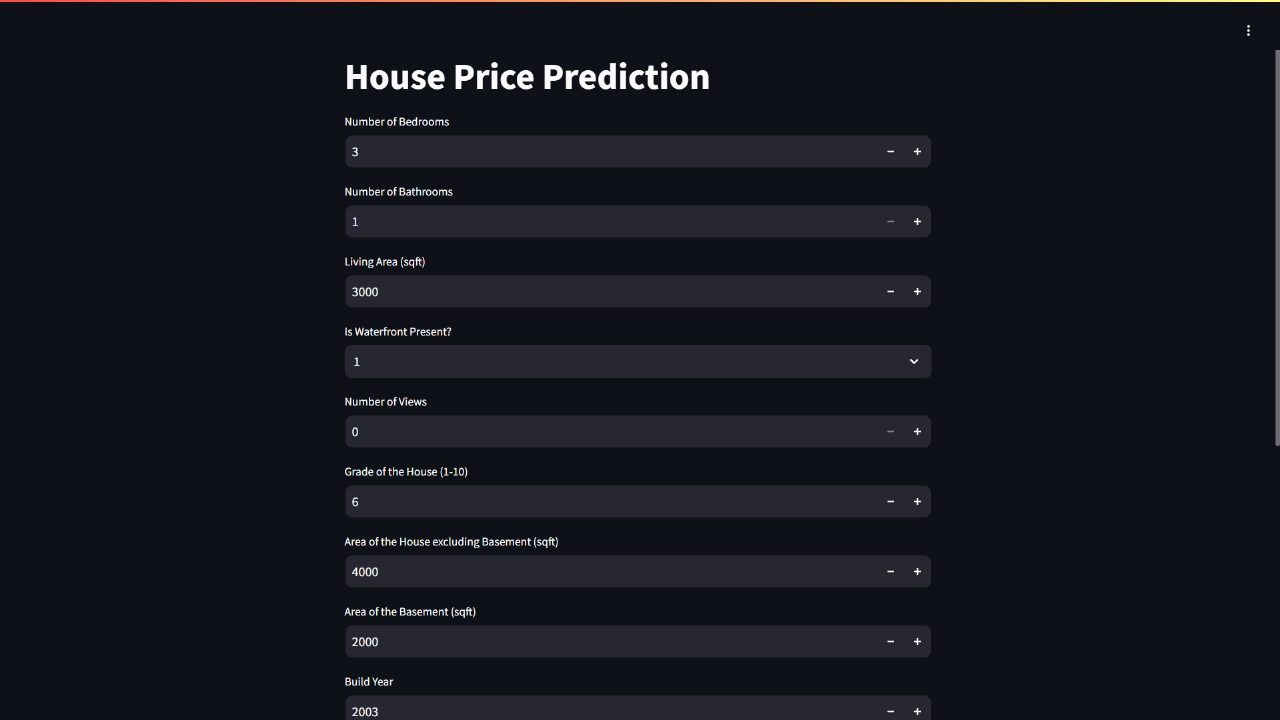 House Price Prediction
Number of Bedrooms
3
Number of Bathrooms
1
Living Area (sqft)
3000
Is Waterfront Present?
1
Number of Views
0
Grade of the House (1-10)
6
Area of the House excluding Basement (sqft)
4000
Area of the Basement (sqft)
2000
Build Year
2003